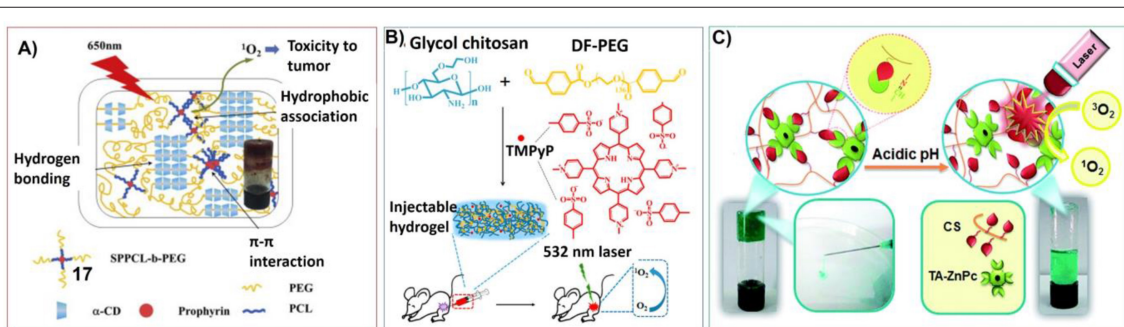 A)
650nm
¹O₂
Toxicity to
tumor
Hydrophobic
association
Hydrogen
bonding
π-π
interaction
17
SPPCL-b-PEG
PEG
α-CD
Prophyrin
PCL
B)
Glycol chitosan
DF-PEG
+
TMPyP
Injectable
hydrogel
532 nm laser
¹O₂
O₂
C)
Laser
³O₂
Acidic pH
¹O₂
CS
TA-ZnPc